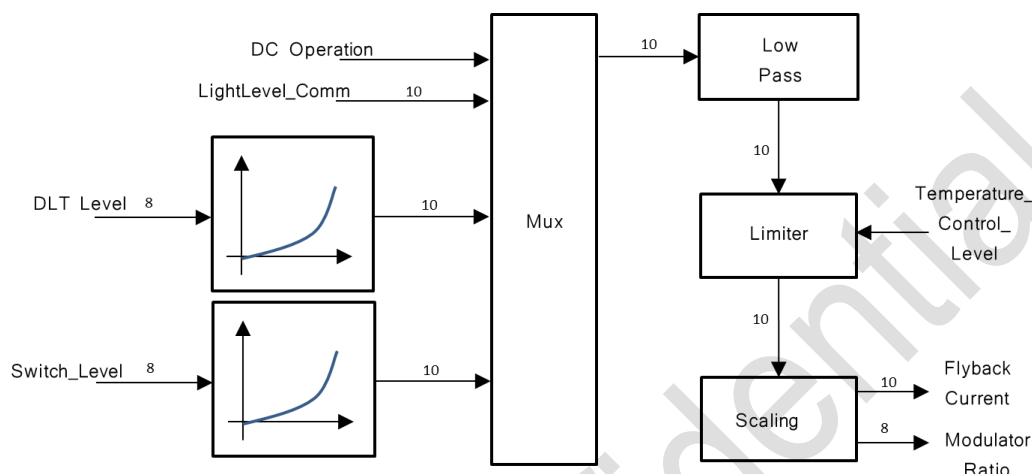 DC Operation
LightLevel_Comm
10
DLT Level
8
10
Switch_Level
8
10
Mux
10
Low
Pass
10
Limiter
Temperature_
Control_
Level
10
Scaling
10
Flyback
Current
8
Modulator
Ratio
idential